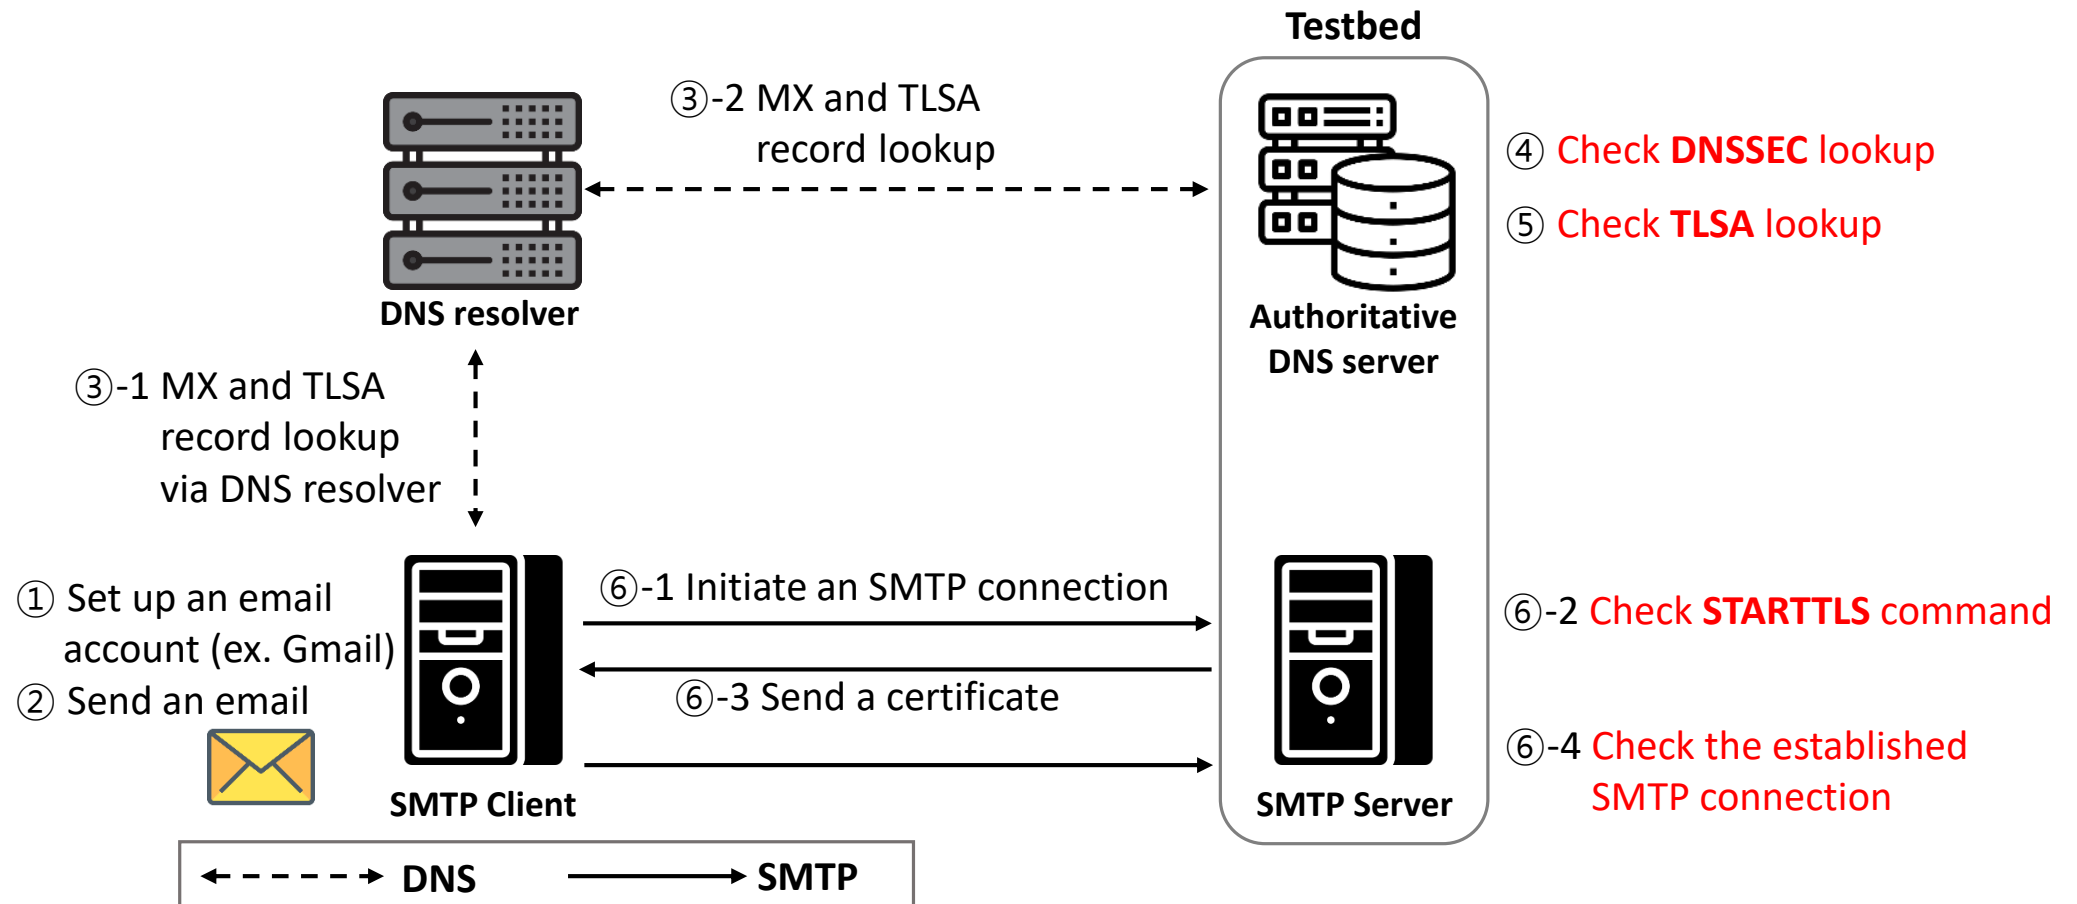 Testbed
③-2 MX and TLSA
record lookup
④ Check DNSSEC lookup
⑤ Check TLSA lookup
DNS resolver
Authoritative
DNS server
③-1 MX and TLSA
record lookup
via DNS resolver
① Set up an email
account (ex. Gmail)
② Send an email
⑥-1 Initiate an SMTP connection
⑥-2 Check STARTTLS command
⑥-3 Send a certificate
⑥-4 Check the established
SMTP connection
SMTP Client
SMTP Server
DNS
SMTP